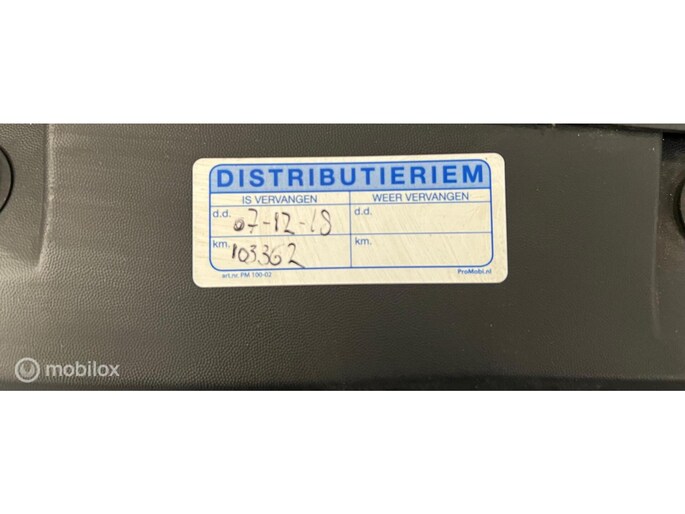 DISTRIBUTIERIEM
IS VERVANGEN
WEER VERVANGEN
d.d. 07-12-18
d.d.
km. 103362
km.
art.nr. PM 100-02
ProMobi.nl
mobilox